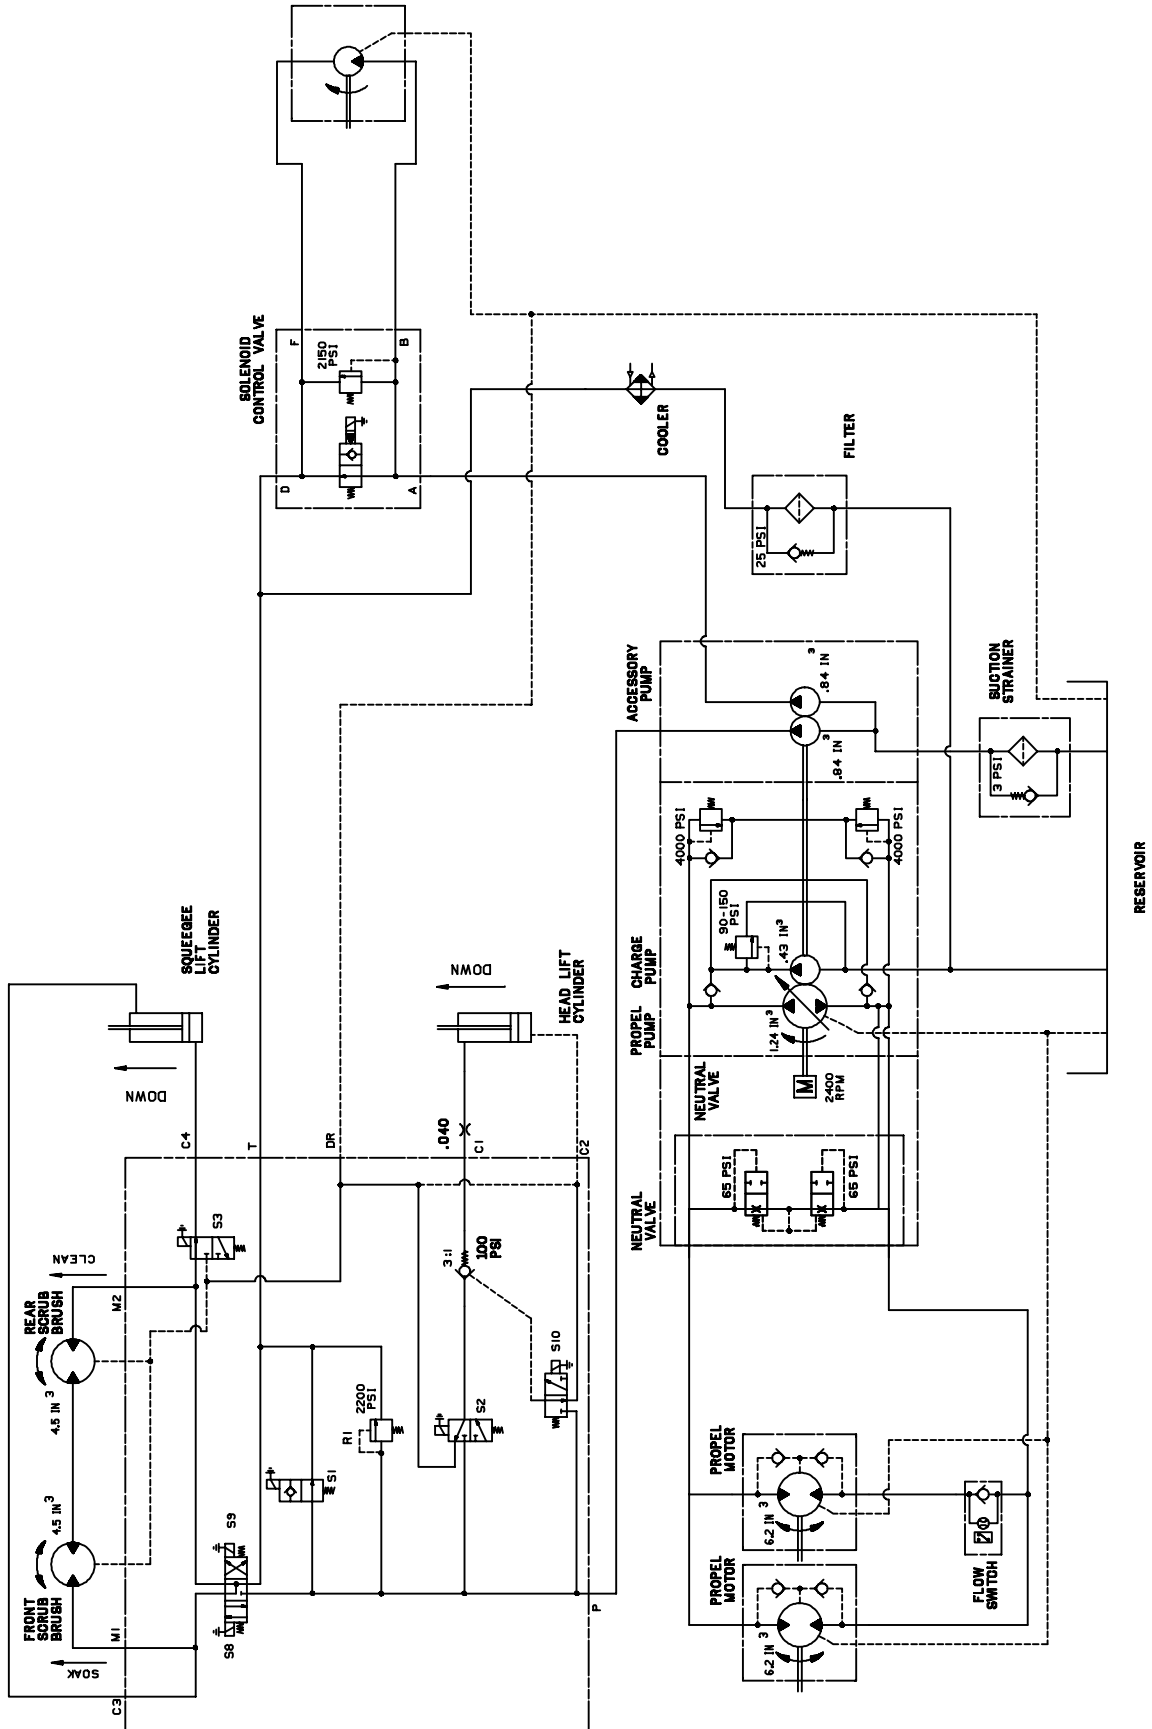 SOLENOID
CONTROL VALVE
F
B
2150
PSI
D
A
COOLER
FILTER
25 PSI
ACCESSORY
PUMP
.84 IN 3
.84 IN 3
SUCTION
STRAINER
3 PSI
RESERVOIR
4000 PSI
4000 PSI
90-150
PSI
CHARGE
PUMP
.43 IN3
PROPEL
PUMP
1.24 IN3
M
2400
RPM
NEUTRAL
VALVE
NEUTRAL
VALVE
65 PSI
65 PSI
SQUEEGEE
LIFT
CYLINDER
DOWN
HEAD LIFT
CYLINDER
DOWN
C4
T
DR
.040
C1
C2
S3
CLEAN
M2
REAR
SCRUB
BRUSH
4.5 IN 3
3:1
100
PSI
S10
2200
PSI
R1
S2
S1
S9
S8
4.5 IN 3
FRONT
SCRUB
BRUSH
M1
SOAK
C3
P
PROPEL
MOTOR
6.2 IN 3
PROPEL
MOTOR
6.2 IN 3
FLOW
SWITCH